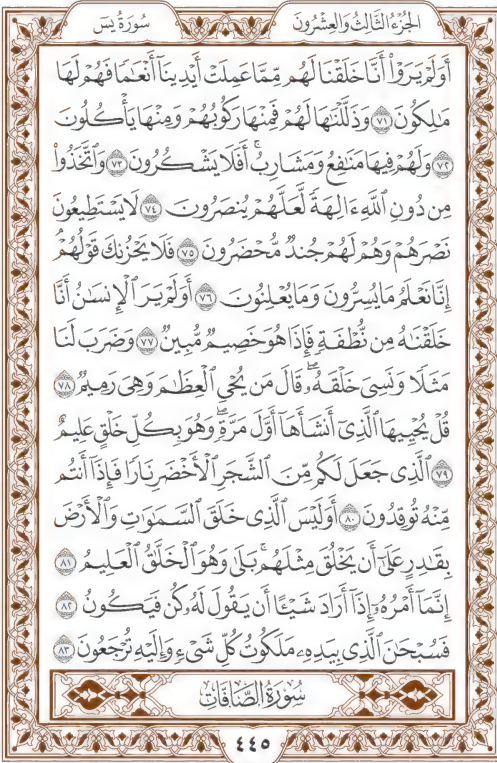 سُورَةُ يسٓ
الجُزْءُ الثَّالِثُ وَالعِشْرُونَ
أَوَلَمْ يَرَوْا۟ أَنَّا خَلَقْنَا لَهُم مِّمَّا عَمِلَتْ أَيْدِينَآ أَنْعَٰمًا فَهُمْ لَهَا
مَٰلِكُونَ ٧١ وَذَلَّلْنَٰهَا لَهُمْ فَمِنْهَا رَكُوبُهُمْ وَمِنْهَا يَأْكُلُونَ
٧٢ وَلَهُمْ فِيهَا مَنَٰفِعُ وَمَشَارِبُ ۖ أَفَلَا يَشْكُرُونَ ٧٣ وَٱتَّخَذُوا۟
مِن دُونِ ٱللَّهِ ءَالِهَةً لَّعَلَّهُمْ يُنصَرُونَ ٧٤ لَا يَسْتَطِيعُونَ
نَصْرَهُمْ وَهُمْ لَهُمْ جُندٌ مُّحْضَرُونَ ٧٥ فَلَا يَحْزُنكَ قَوْلُهُمْ ۘ
إِنَّا نَعْلَمُ مَا يُسِرُّونَ وَمَا يُعْلِنُونَ ٧٦ أَوَلَمْ يَرَ ٱلْإِنسَٰنُ أَنَّا
خَلَقْنَٰهُ مِن نُّطْفَةٍ فَإِذَا هُوَ خَصِيمٌ مُّبِينٌ ٧٧ وَضَرَبَ لَنَا
مَثَلًا وَنَسِىَ خَلْقَهُۥ ۖ قَالَ مَن يُحْىِ ٱلْعِظَٰمَ وَهِىَ رَمِيمٌ ٧٨
قُلْ يُحْيِيهَا ٱلَّذِىٓ أَنشَأَهَآ أَوَّلَ مَرَّةٍ ۖ وَهُوَ بِكُلِّ خَلْقٍ عَلِيمٌ
٧٩ ٱلَّذِى جَعَلَ لَكُم مِّنَ ٱلشَّجَرِ ٱلْأَخْضَرِ نَارًا فَإِذَآ أَنتُم
مِّنْهُ تُوقِدُونَ ٨٠ أَوَلَيْسَ ٱلَّذِى خَلَقَ ٱلسَّمَٰوَٰتِ وَٱلْأَرْضَ
بِقَٰدِرٍ عَلَىٰٓ أَن يَخْلُقَ مِثْلَهُم ۚ بَلَىٰ وَهُوَ ٱلْخَلَّٰقُ ٱلْعَلِيمُ ٨١
إِنَّمَآ أَمْرُهُۥٓ إِذَآ أَرَادَ شَيْـًٔا أَن يَقُولَ لَهُۥ كُن فَيَكُونُ ٨٢
فَسُبْحَٰنَ ٱلَّذِى بِيَدِهِۦ مَلَكُوتُ كُلِّ شَىْءٍ وَإِلَيْهِ تُرْجَعُونَ ٨٣
سُورَةُ الصَّافَّاتِ
٤٤٥